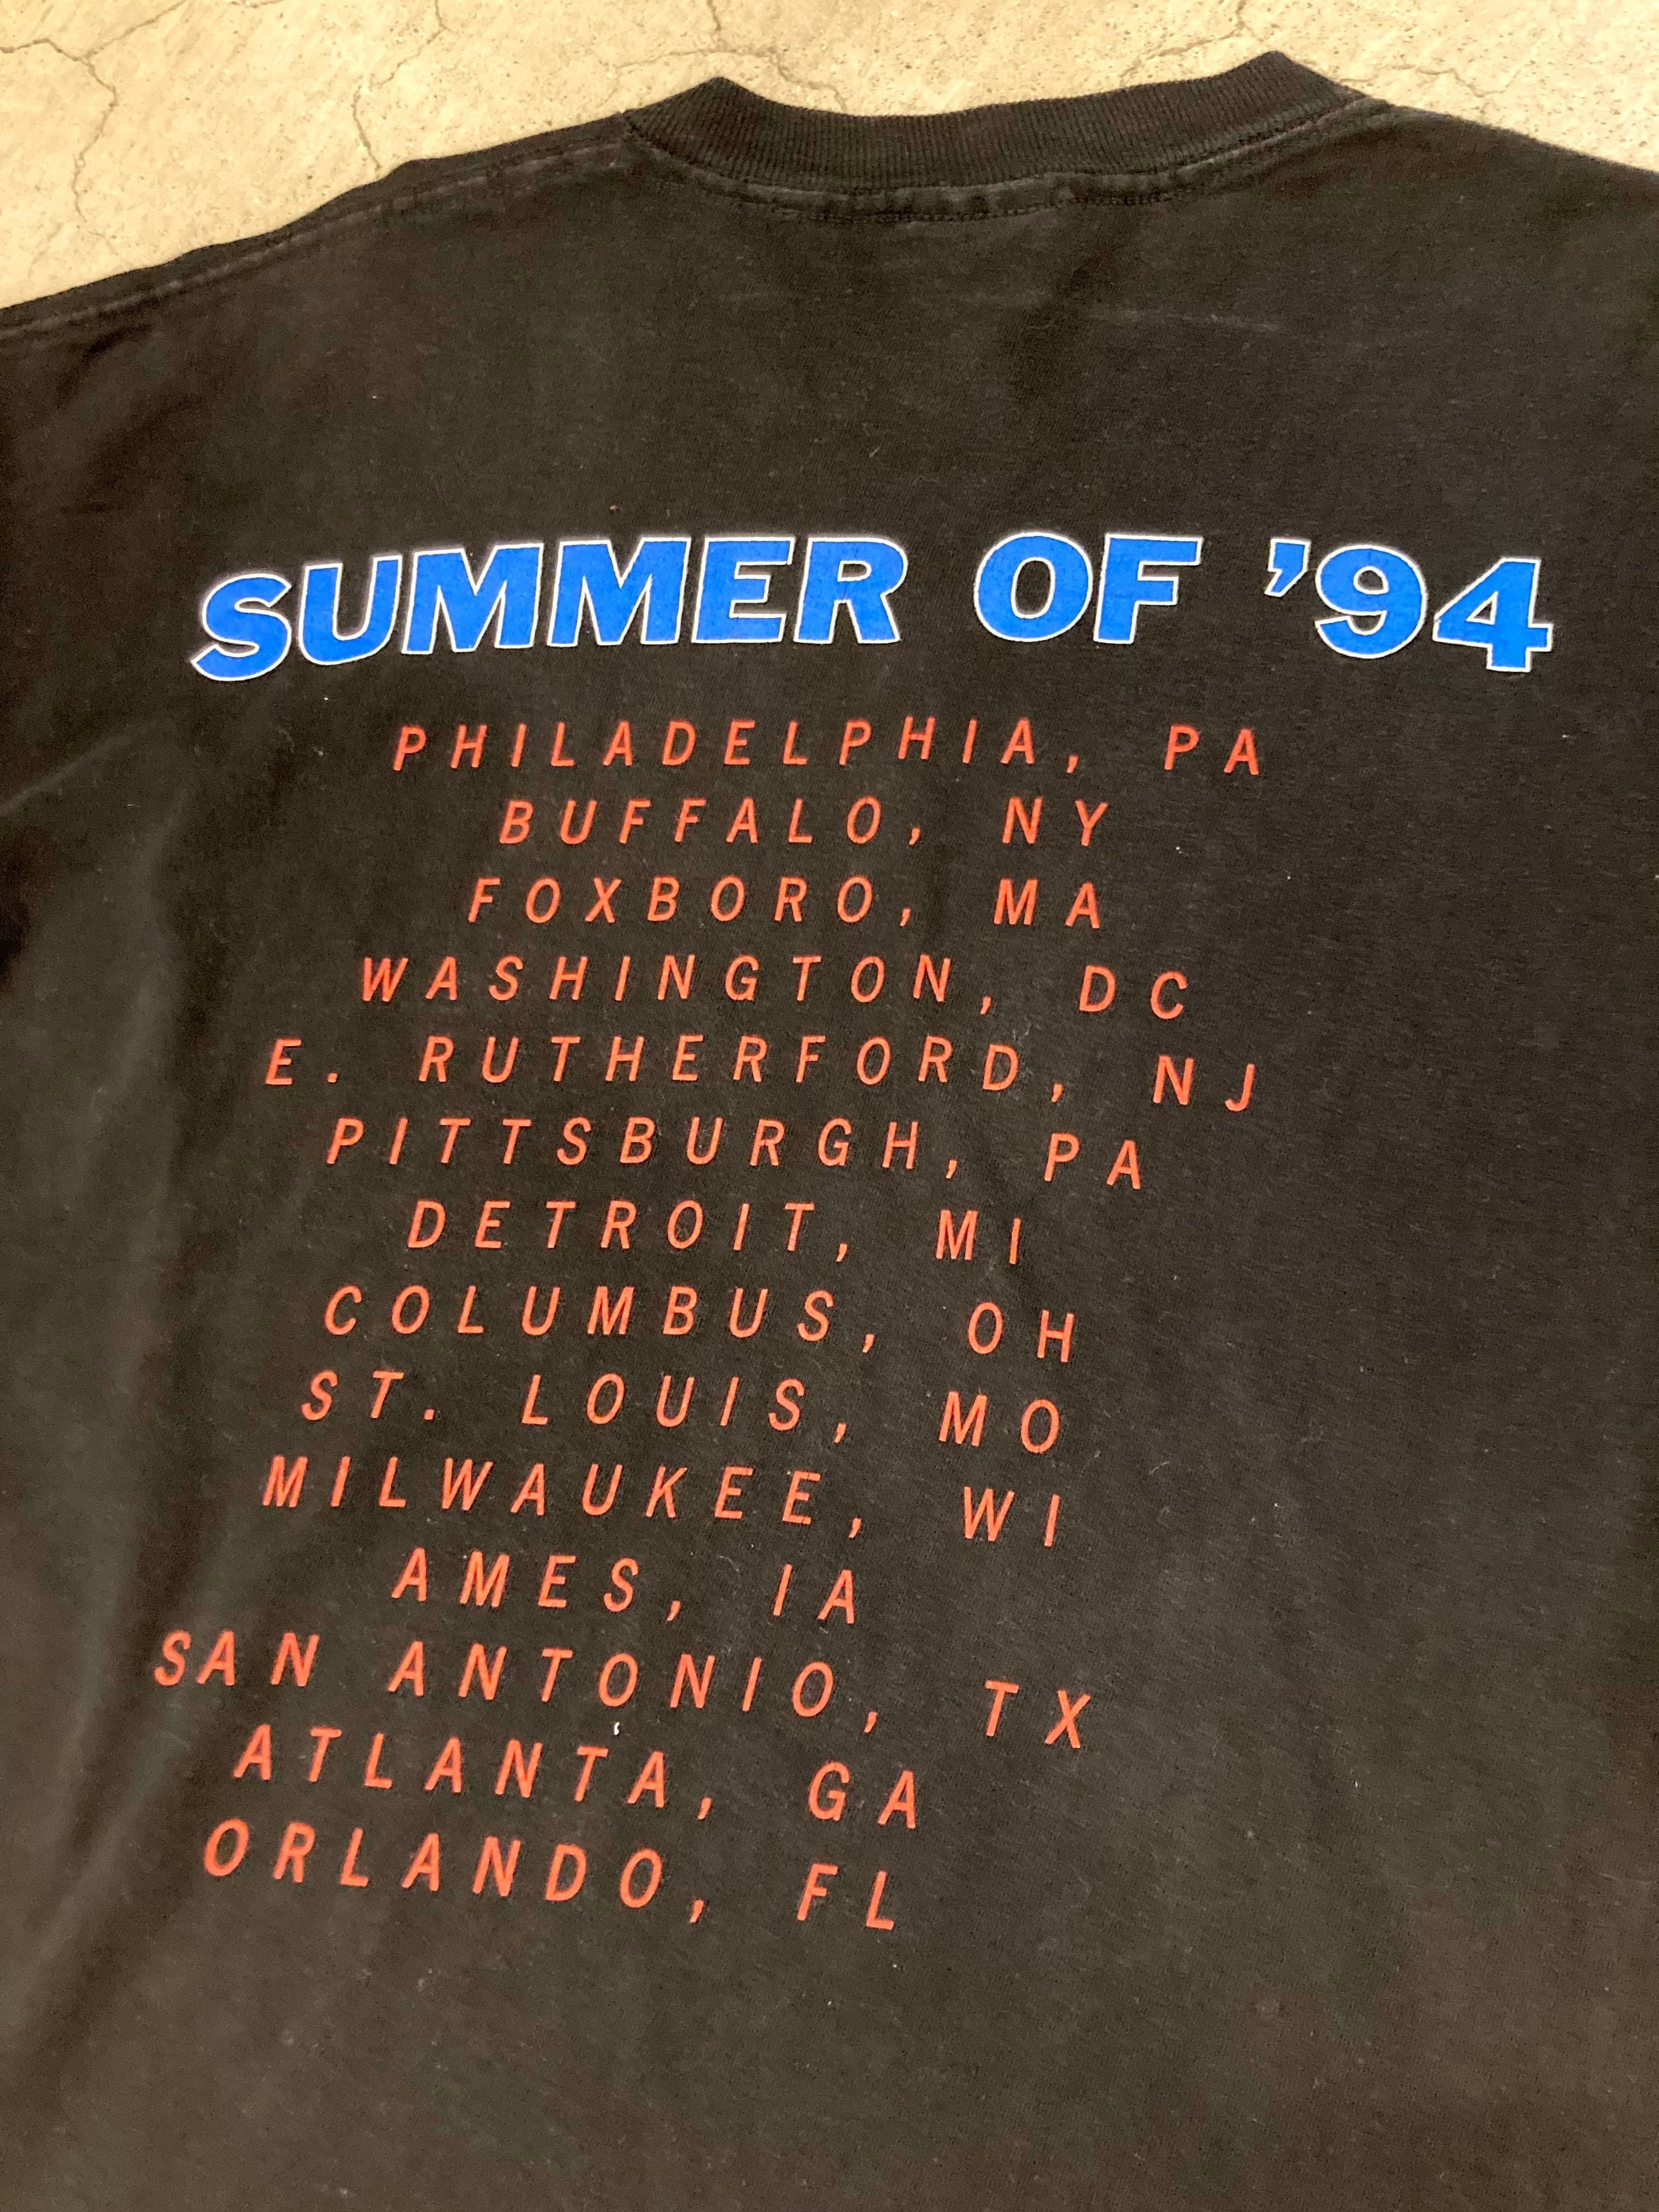 SUMMER OF '94
PHILADELPHIA, PA
BUFFALO, NY
FOXBORO, MA
WASHINGTON, DC
E. RUTHERFORD, NJ
PITTSBURGH, PA
DETROIT, MI
COLUMBUS, OH
ST. LOUIS, MO
MILWAUKEE, WI
AMES, IA
SAN ANTONIO, TX
ATLANTA, GA
ORLANDO, FL